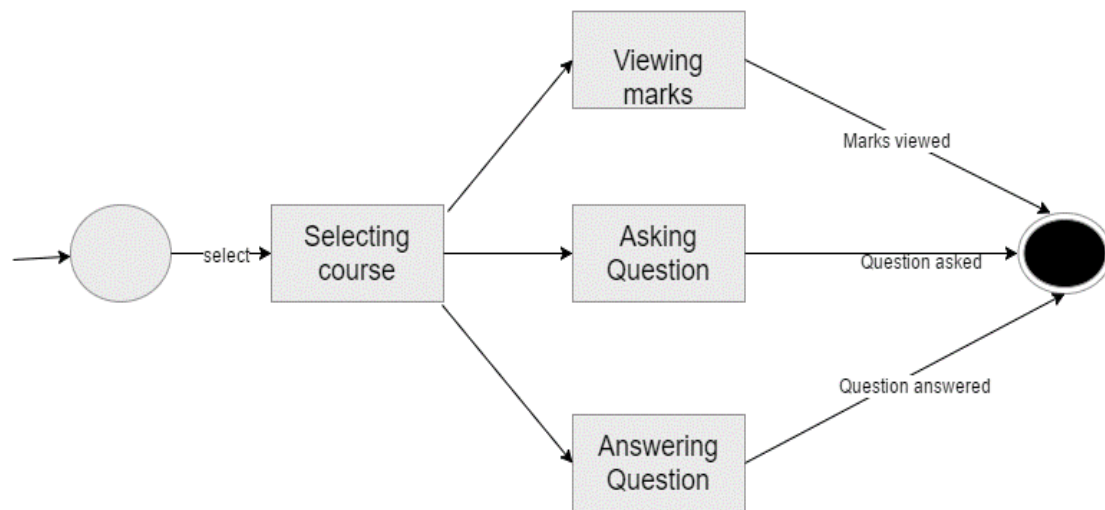 Viewing
marks
Marks viewed
select
Selecting
course
Asking
Question
Question asked
Question answered
Answering
Question